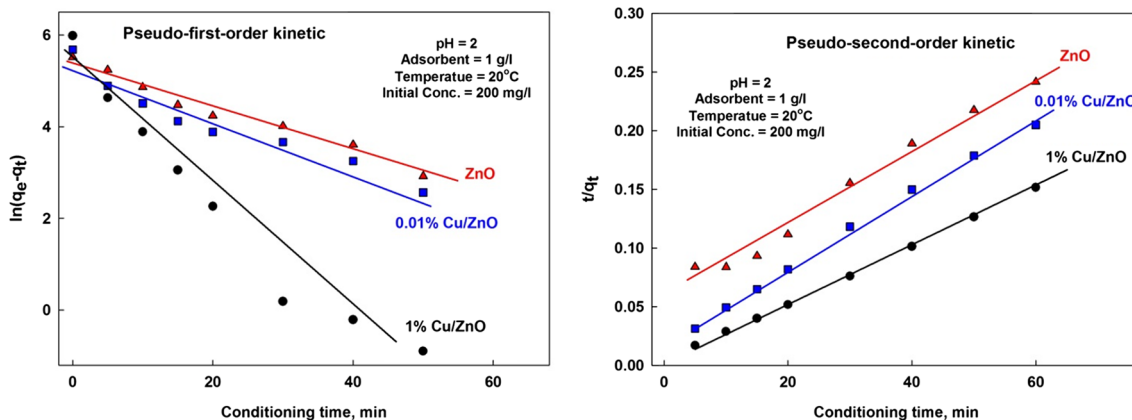 Pseudo-first-order kinetic
pH = 2
Adsorbent = 1 g/l
Temperatue = 20°C
Initial Conc. = 200 mg/l
6
4
2
0
ln(qe-qt)
ZnO
0.01% Cu/ZnO
1% Cu/ZnO
0 20 40 60
Conditioning time, min
Pseudo-second-order kinetic
pH = 2
Adsorbent = 1 g/l
Temperatue = 20°C
Initial Conc. = 200 mg/l
0.30
0.25
0.20
0.15
0.10
0.05
0.00
t/qt
ZnO
0.01% Cu/ZnO
1% Cu/ZnO
0 20 40 60 80
Conditioning time, min